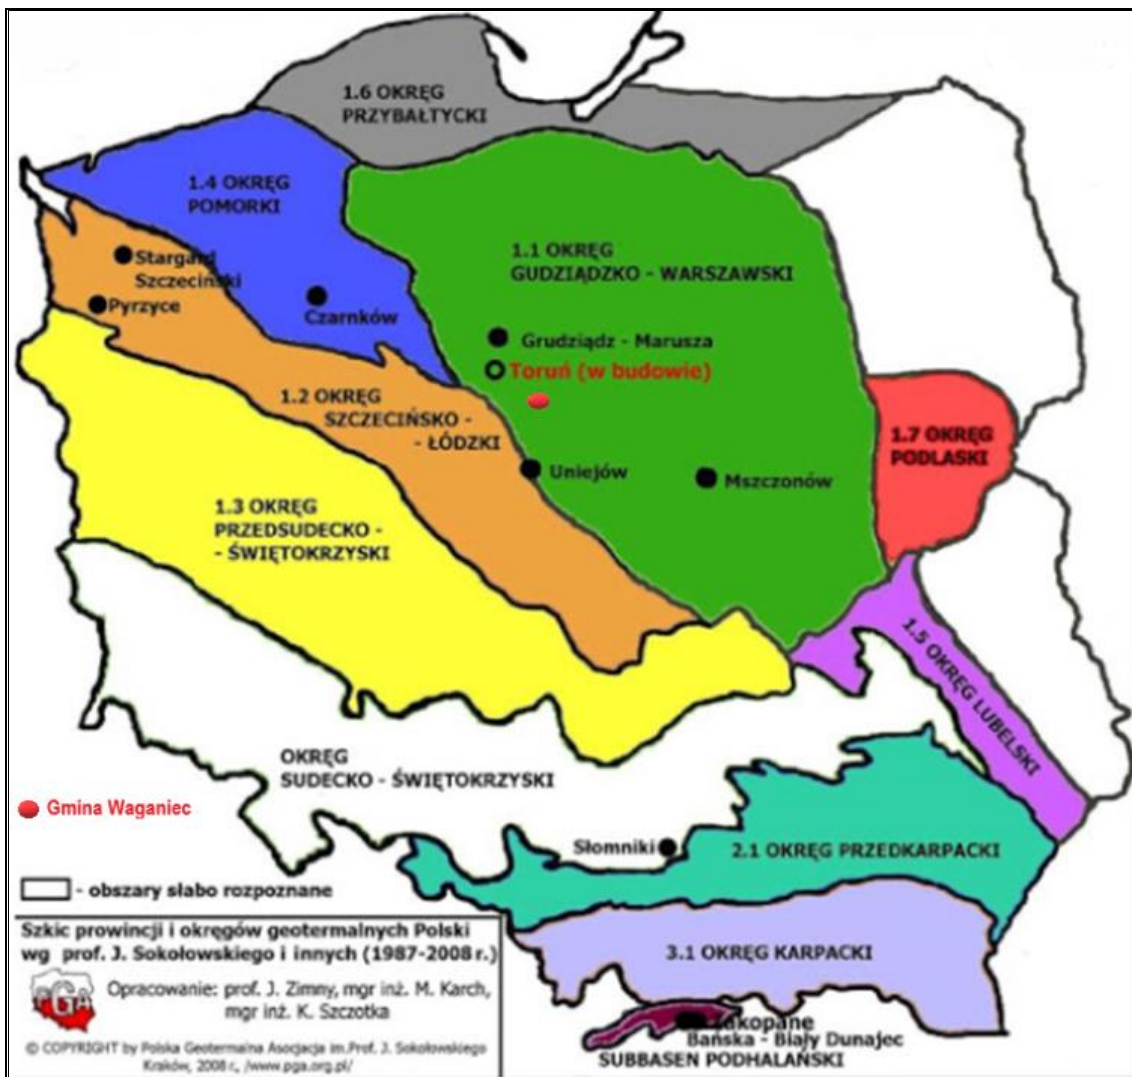 1.6 OKRĘG
PRZYBAŁTYCKI
1.4 OKRĘG
POMORKI
1.1 OKRĘG
GUDZIĄDZKO - WARSZAWSKI
Stargard
Szczeciński
Pyrzyce
Czarnków
Grudziądz - Marusza
Toruń (w budowie)
1.2 OKRĘG
SZCZECIŃSKO -
- ŁÓDZKI
1.7 OKRĘG
PODLASKI
Uniejów
Mszczonów
1.3 OKRĘG
PRZEDSUDECKO -
- ŚWIĘTOKRZYSKI
1.5 OKRĘG LUBELSKI
OKRĘG
SUDECKO - ŚWIĘTOKRZYSKI
Gmina Waganiec
Słomniki
2.1 OKRĘG PRZEDKARPACKI
- obszary słabo rozpoznane
Szkic prowincji i okręgów geotermalnych Polski
wg prof. J. Sokołowskiego i innych (1987-2008 r.)
PGA
Opracowanie: prof. J. Zimny, mgr inż. M. Karch,
mgr inż. K. Szczotka
© COPYRIGHT by Polska Geotermalna Asocjacja im.Prof. J. Sokołowskiego
Kraków, 2008 r., /www.pga.org.pl/
3.1 OKRĘG KARPACKI
Zakopane
Bańska - Biały Dunajec
SUBBASEN PODHALAŃSKI